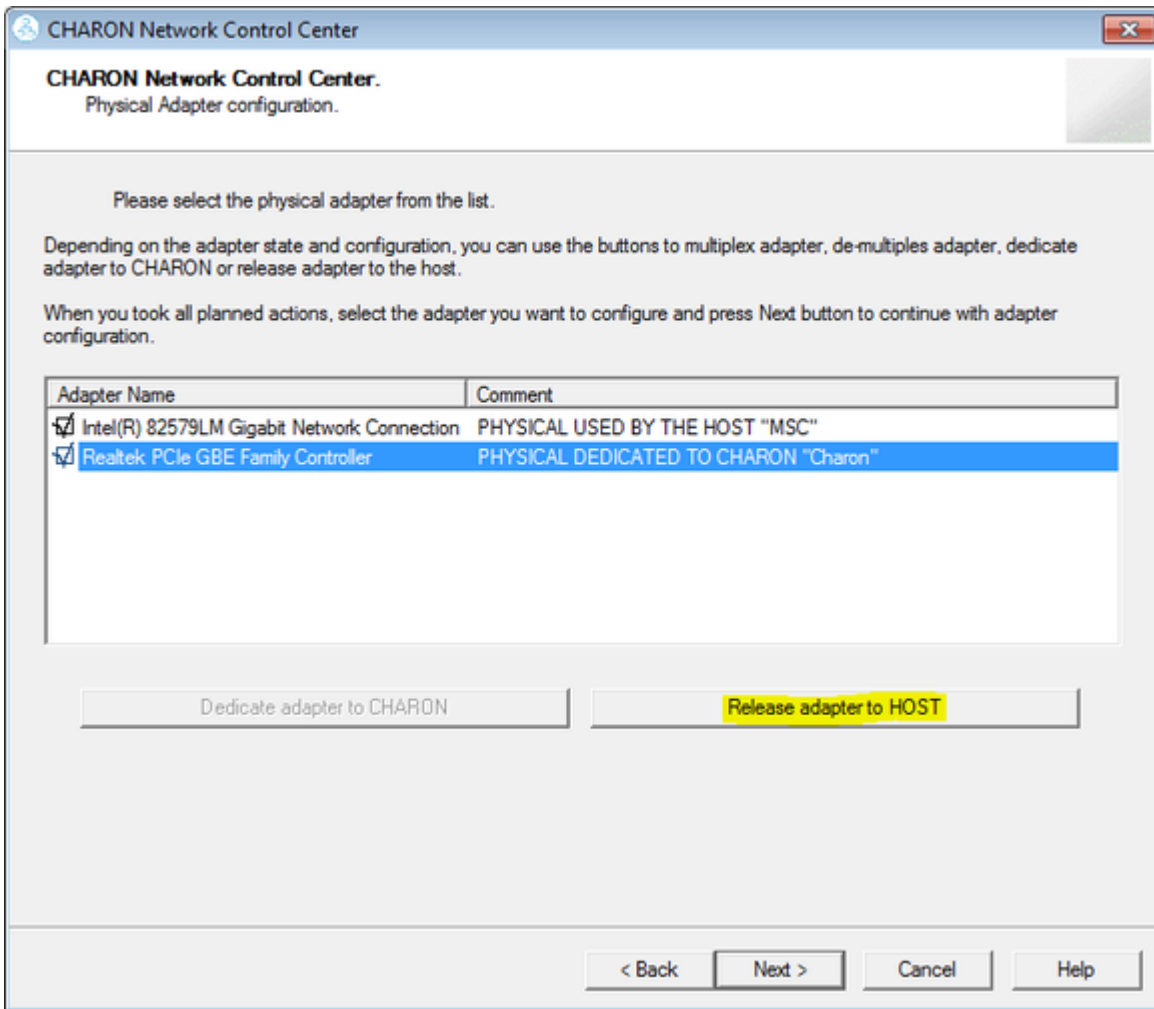 CHARON Network Control Center
CHARON Network Control Center.
Physical Adapter configuration.
Please select the physical adapter from the list.
Depending on the adapter state and configuration, you can use the buttons to multiplex adapter, de-multiples adapter, dedicate
adapter to CHARON or release adapter to the host.
When you took all planned actions, select the adapter you want to configure and press Next button to continue with adapter
configuration.
Adapter Name Comment
Intel(R) 82579LM Gigabit Network Connection PHYSICAL USED BY THE HOST "MSC"
Realtek PCIe GBE Family Controller PHYSICAL DEDICATED TO CHARON "Charon"
Dedicate adapter to CHARON Release adapter to HOST
< Back Next > Cancel Help